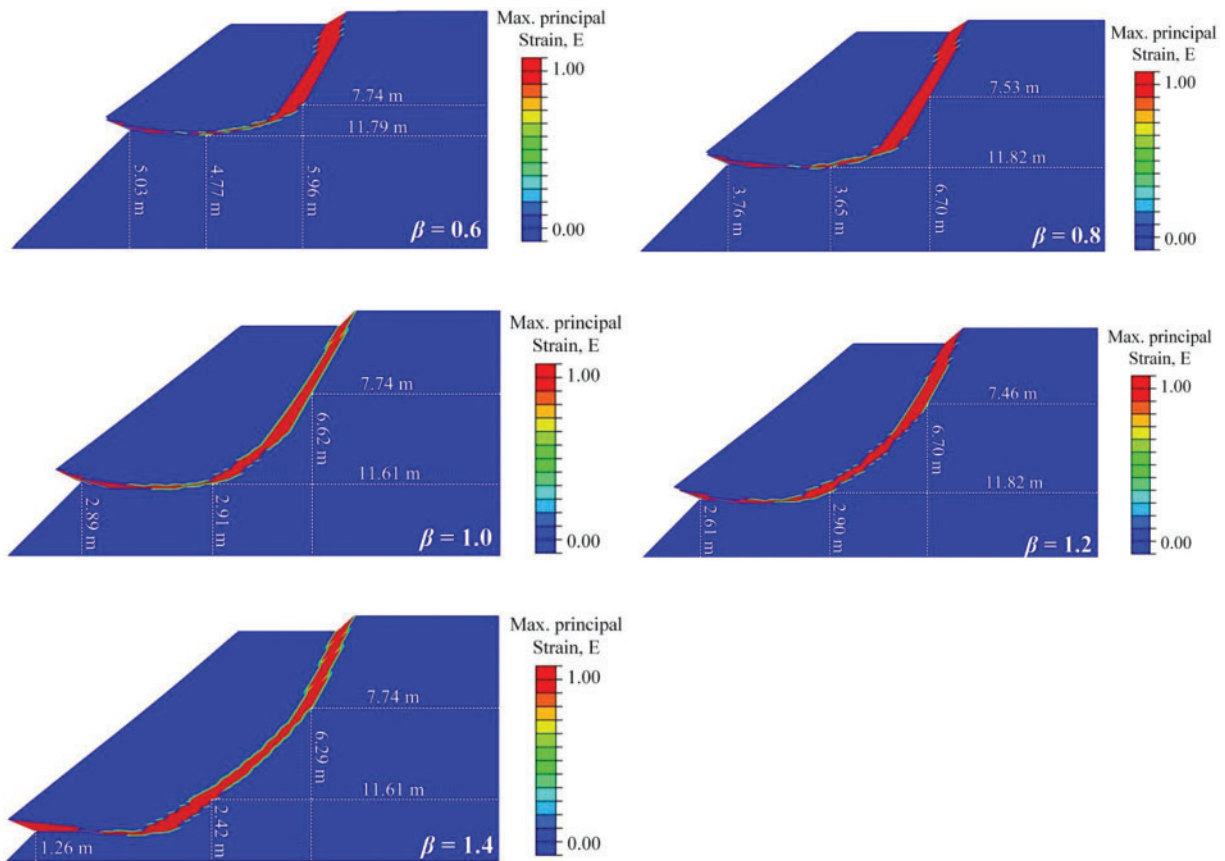 Max. principal
Strain, E
1.00
0.00
7.74 m
11.79 m
5.03 m
4.77 m
5.96 m
β = 0.6
Max. principal
Strain, E
1.00
0.00
7.53 m
11.82 m
3.76 m
3.65 m
6.70 m
β = 0.8
Max. principal
Strain, E
1.00
0.00
7.74 m
6.62 m
11.61 m
2.89 m
2.91 m
β = 1.0
Max. principal
Strain, E
1.00
0.00
7.46 m
6.70 m
11.82 m
2.61 m
2.90 m
β = 1.2
Max. principal
Strain, E
1.00
0.00
7.74 m
6.29 m
11.61 m
2.42 m
1.26 m
β = 1.4